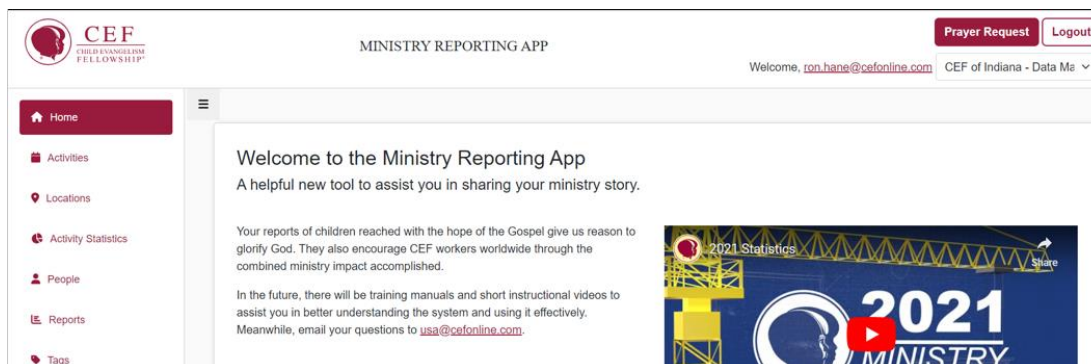 CEF
CHILD EVANGELISM
FELLOWSHIP®
MINISTRY REPORTING APP
Prayer Request
Logout
Welcome, ron.hane@cefonline.com
CEF of Indiana - Data Ma
Home
Activities
Locations
Activity Statistics
People
Reports
Tags
Welcome to the Ministry Reporting App
A helpful new tool to assist you in sharing your ministry story.
Your reports of children reached with the hope of the Gospel give us reason to
glorify God. They also encourage CEF workers worldwide through the
combined ministry impact accomplished.
In the future, there will be training manuals and short instructional videos to
assist you in better understanding the system and using it effectively.
Meanwhile, email your questions to usa@cefonline.com.
2021 Statistics
Share
2021
MINISTRY